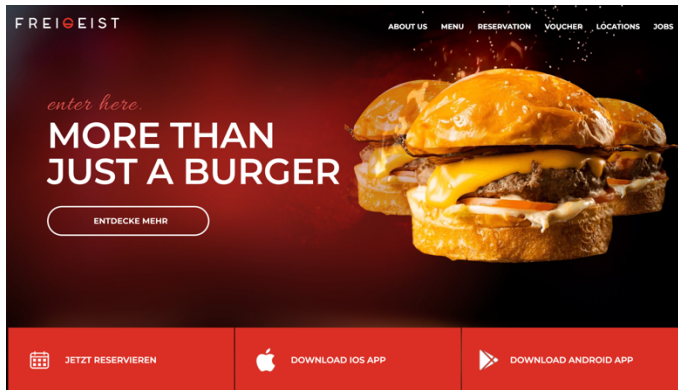 FREIGEIST
ABOUT US MENU RESERVATION VOUCHER LOCATIONS JOBS
enter here.
MORE THAN
JUST A BURGER
ENTDECKE MEHR
JETZT RESERVIEREN DOWNLOAD IOS APP DOWNLOAD ANDROID APP